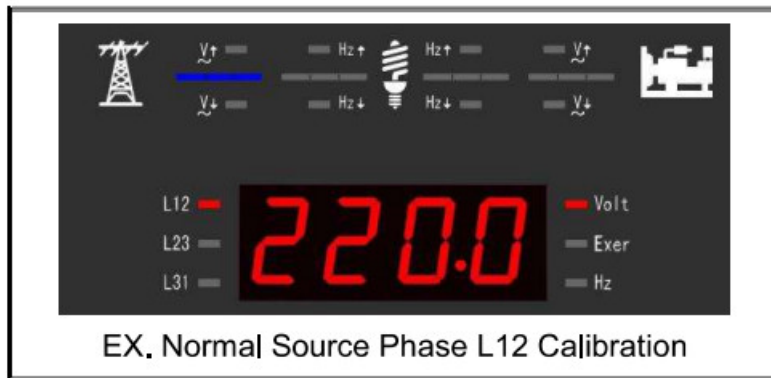 V↑ Hz↑ Hz↑ V↑
~ ~
V↓ Hz↓ Hz↓ V↓
~ ~
L12 220.0 Volt
L23 Exer
L31 Hz
EX. Normal Source Phase L12 Calibration